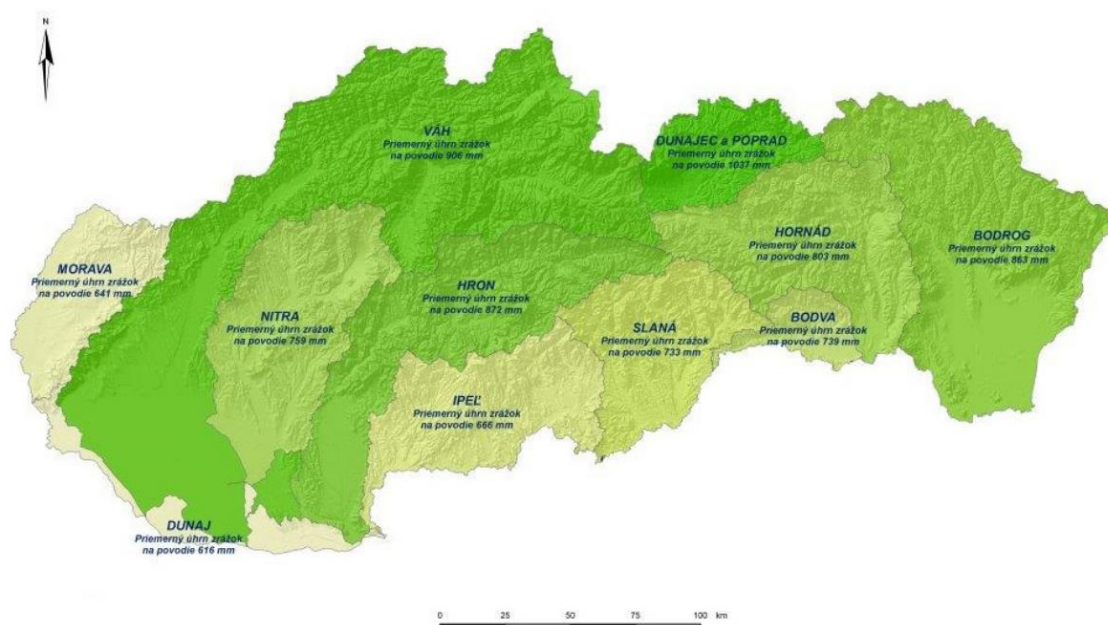 N
VÁH
Priemerný úhrn zrážok
na povodie 906 mm
DUNAJEC a POPRAD
Priemerný úhrn zrážok
na povodie 1037 mm
MORAVA
Priemerný úhrn zrážok
na povodie 641 mm
NITRA
Priemerný úhrn zrážok
na povodie 759 mm
HRON
Priemerný úhrn zrážok
na povodie 872 mm
HORNÁD
Priemerný úhrn zrážok
na povodie 803 mm
BODROG
Priemerný úhrn zrážok
na povodie 863 mm
SLANÁ
Priemerný úhrn zrážok
na povodie 733 mm
BODVA
Priemerný úhrn zrážok
na povodie 739 mm
IPEĽ
Priemerný úhrn zrážok
na povodie 666 mm
DUNAJ
Priemerný úhrn zrážok
na povodie 616 mm
0 25 50 75 100 km